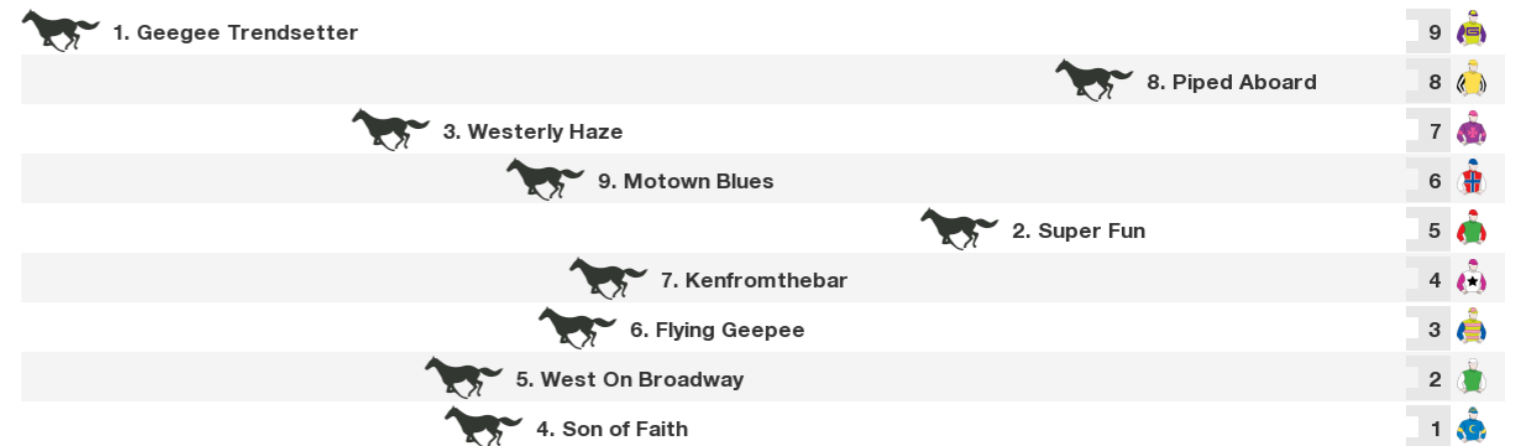 1. Geegee Trendsetter 9
8. Piped Aboard 8
3. Westerly Haze 7
9. Motown Blues 6
2. Super Fun 5
7. Kenfromthebar 4
6. Flying Geepee 3
5. West On Broadway 2
4. Son of Faith 1